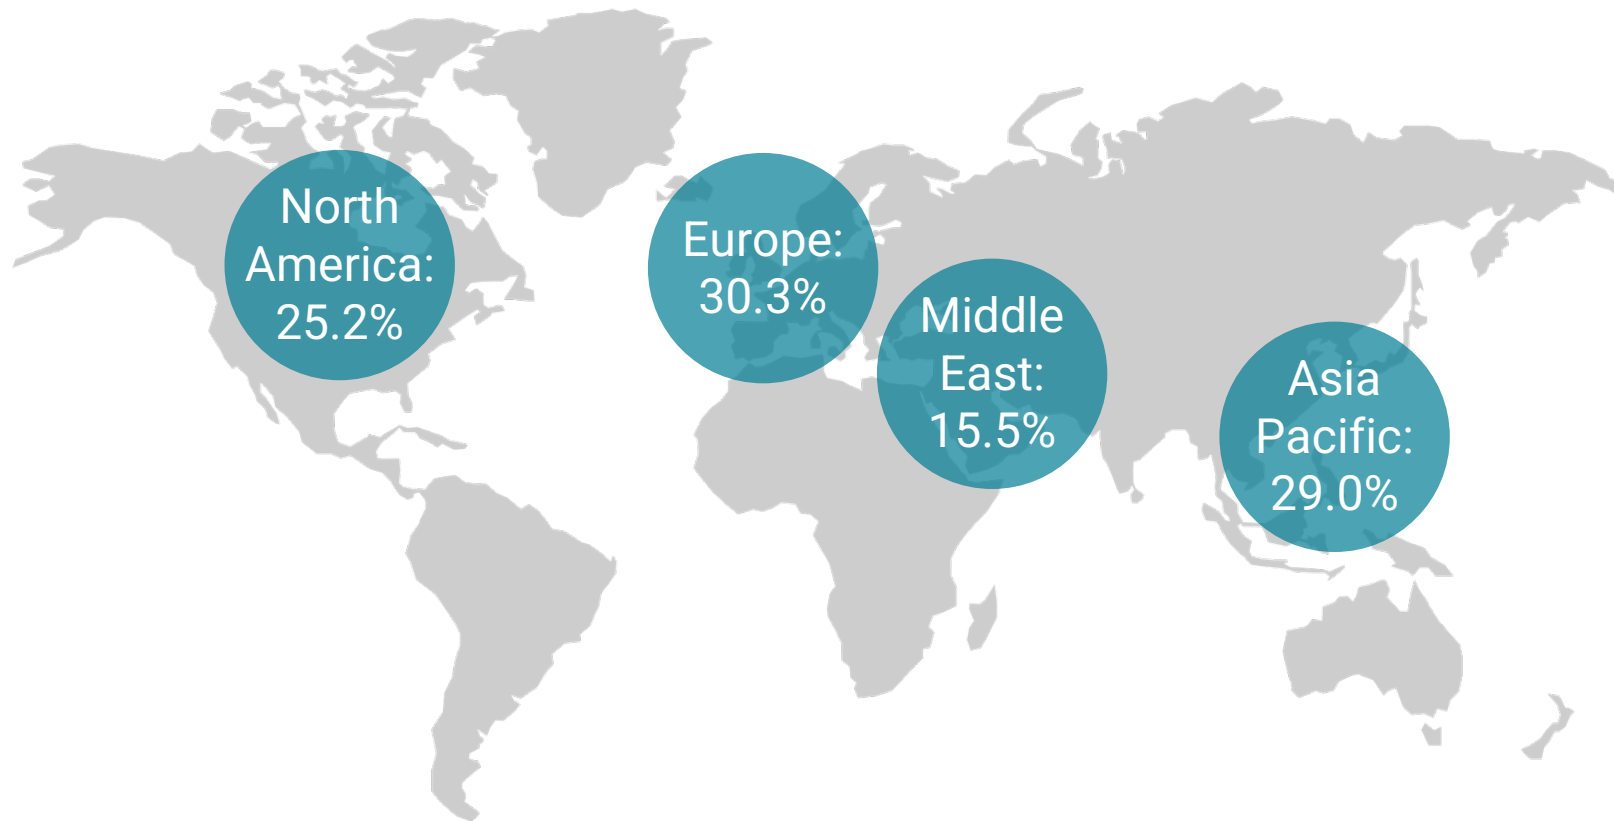 North
America:
25.2%
Europe:
30.3%
Middle
East:
15.5%
Asia
Pacific:
29.0%